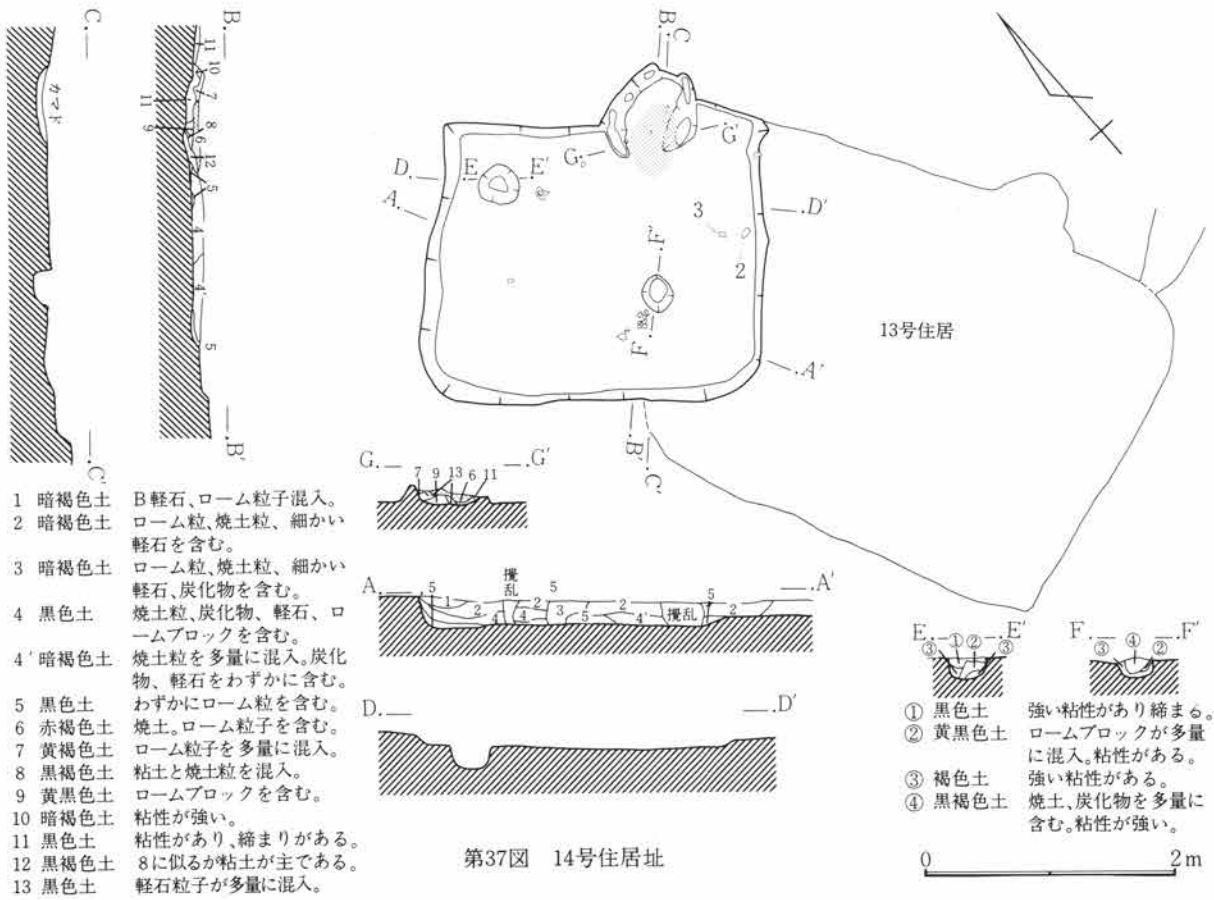 C.
B.
11
10
7
カマド
11
8
9
6
12
5
4
4'
5
.B'
.C'
B.
.C
G.
.G'
D.
E
E'
A.
3
.D'
2
F'
F
13号住居
.A'
B'
C'
G.
.G'
7 9 13 6 11
A.
5
攪乱
5
.A'
1
2
2
2
5
2
4
4
3
5
4'
攪乱
D.
.D'
E.
.E'
①②
③
③
F.
.F'
④
③
②
1 暗褐色土 B軽石、ローム粒子混入。
2 暗褐色土 ローム粒、焼土粒、細かい
軽石を含む。
3 暗褐色土 ローム粒、焼土粒、細かい
軽石、炭化物を含む。
4 黒色土 焼土粒、炭化物、軽石、ロ
ームブロックを含む。
4' 暗褐色土 焼土粒を多量に混入。炭化
物、軽石をわずかに含む。
5 黒色土 わずかにローム粒を含む。
6 赤褐色土 焼土。ローム粒子を含む。
7 黄褐色土 ローム粒子を多量に混入。
8 黒褐色土 粘土と焼土粒を混入。
9 黄黒色土 ロームブロックを含む。
10 暗褐色土 粘性が強い。
11 黒色土 粘性があり、締まりがある。
12 黒褐色土 8に似るが粘土が主である。
13 黒色土 軽石粒子が多量に混入。
① 黒色土 強い粘性があり締まる。
② 黄黒色土 ロームブロックが多量
に混入。粘性がある。
③ 褐色土 強い粘性がある。
④ 黒褐色土 焼土、炭化物を多量に
含む。粘性が強い。
第37図 14号住居址
0 2m